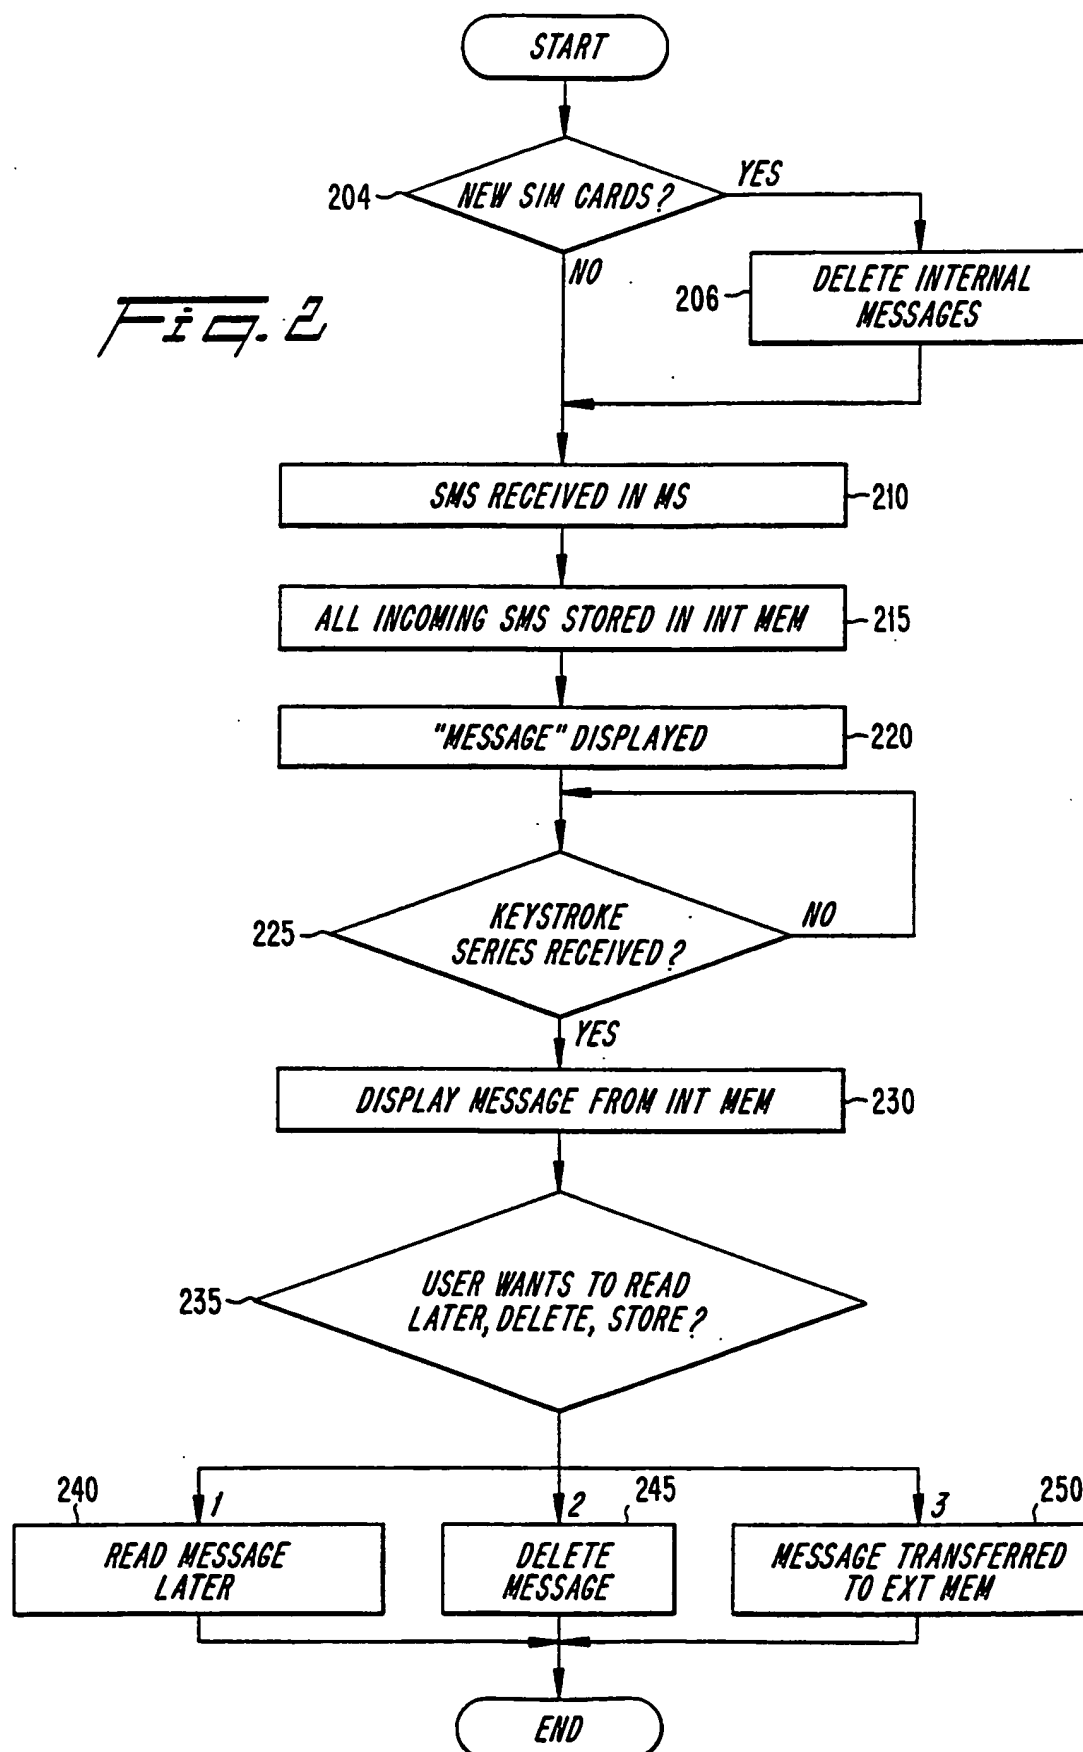 START
204
NEW SIM CARDS?
YES
NO
206
DELETE INTERNAL
MESSAGES
Fig. 2
SMS RECEIVED IN MS
210
ALL INCOMING SMS STORED IN INT MEM
215
"MESSAGE" DISPLAYED
220
225
KEYSTROKE
SERIES RECEIVED?
NO
YES
DISPLAY MESSAGE FROM INT MEM
230
235
USER WANTS TO READ
LATER, DELETE, STORE?
240
1
READ MESSAGE
LATER
2
245
DELETE
MESSAGE
3
250
MESSAGE TRANSFERRED
TO EXT MEM
END